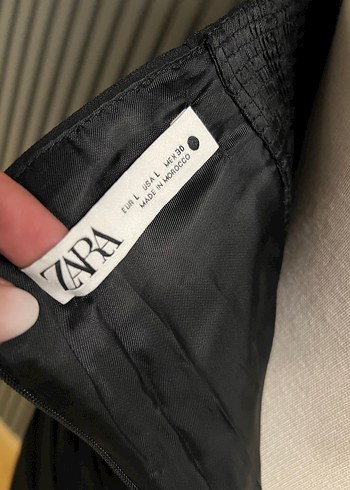 ZARA
EUR L USA L MEX 30
MADE IN MOROCCO